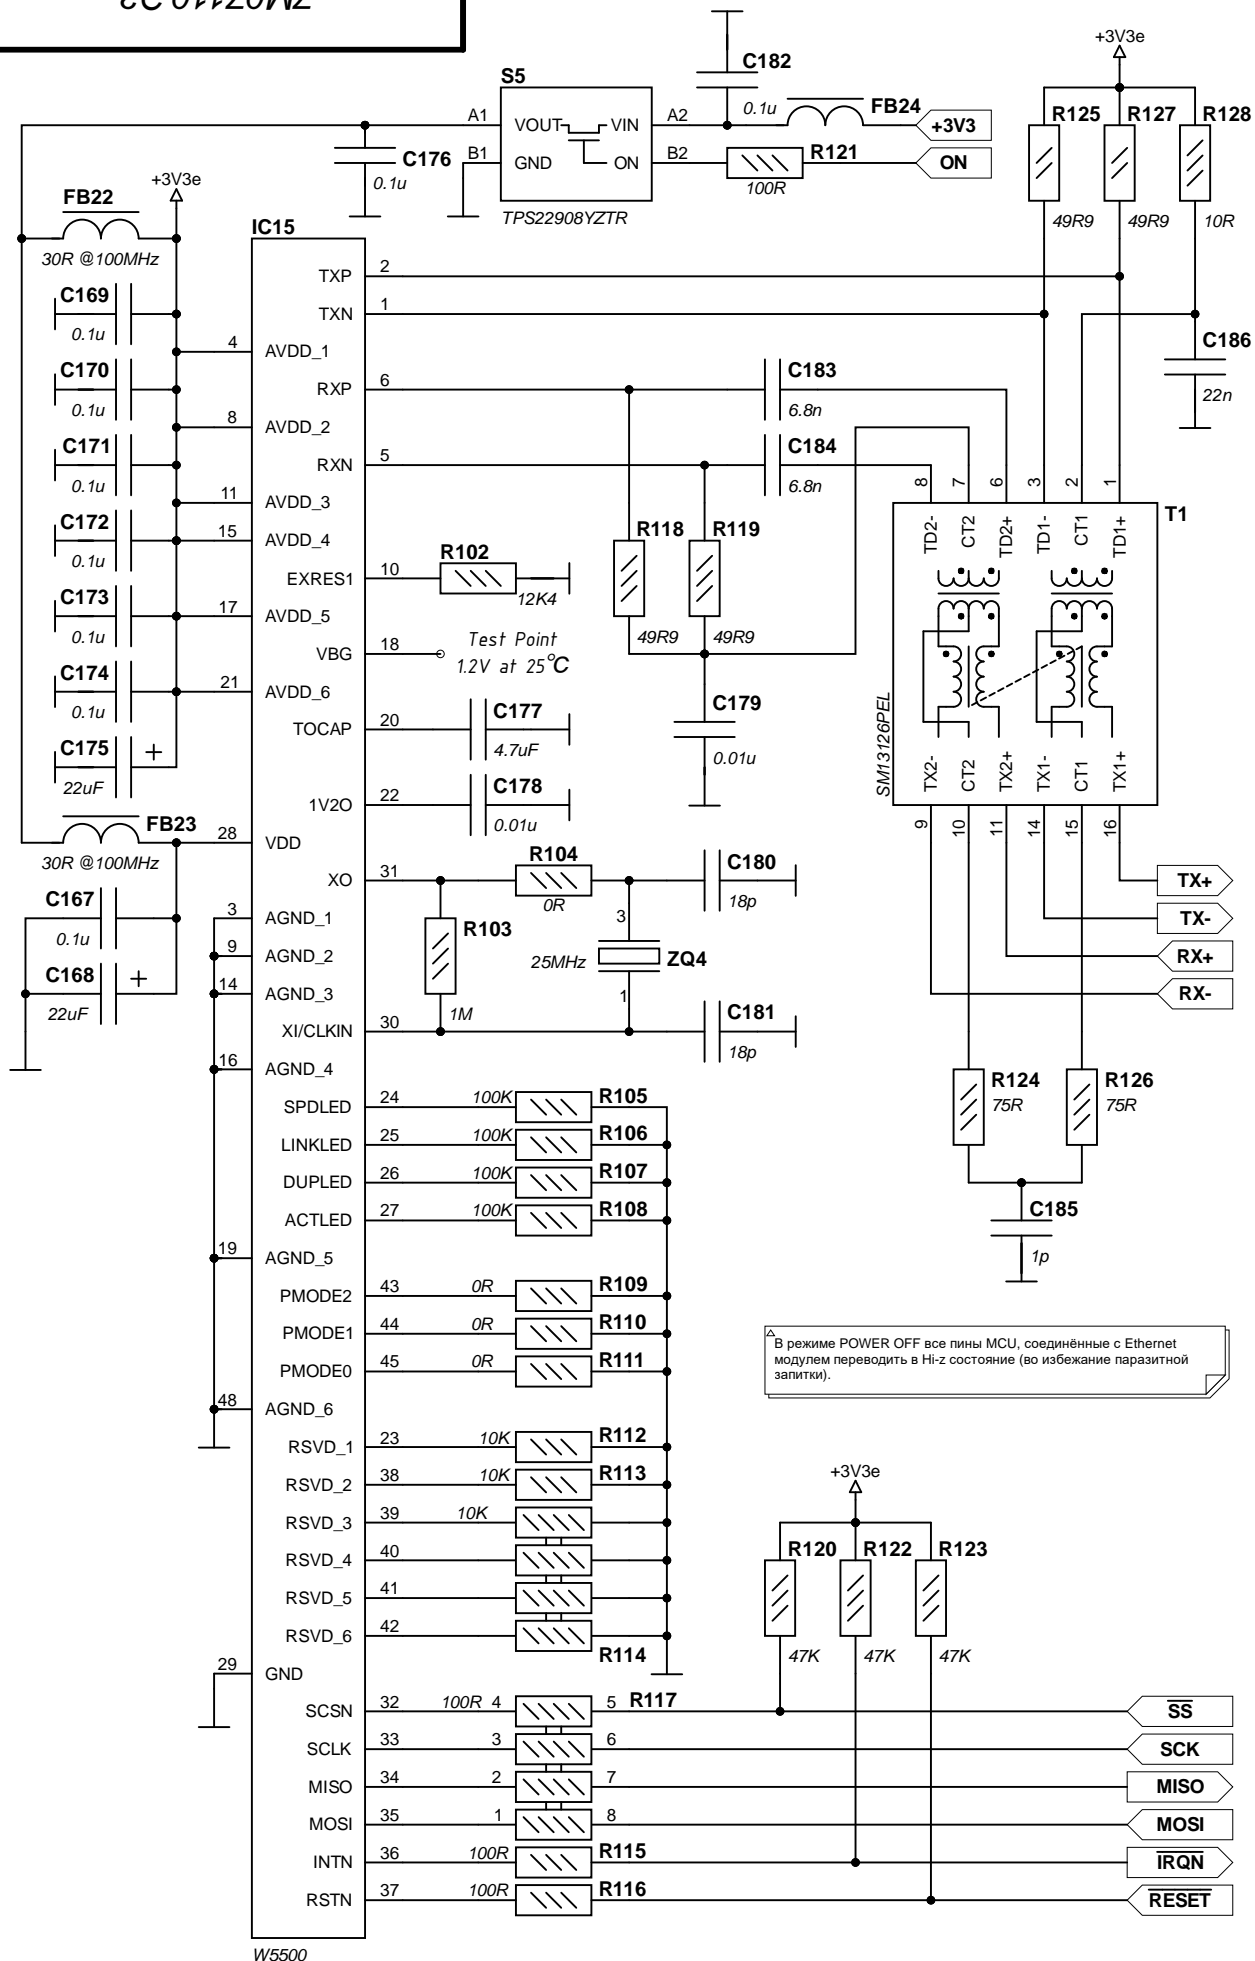 ZM07110 Э3
C182
0.1u
S5
A1
VOUT
VIN
A2
B1
GND
ON
B2
TPS22908YZTR
FB24
+3V3
R121
100R
ON
C176
0.1u
+3V3e
R125
49R9
R127
49R9
R128
10R
C186
22n
+3V3e
FB22
30R @100MHz
C169
0.1u
C170
0.1u
C171
0.1u
C172
0.1u
C173
0.1u
C174
0.1u
C175
+
22uF
FB23
30R @100MHz
C167
0.1u
C168
+
22uF
IC15
4 AVDD_1
8 AVDD_2
11 AVDD_3
15 AVDD_4
17 AVDD_5
21 AVDD_6
28 VDD
3 AGND_1
9 AGND_2
14 AGND_3
16 AGND_4
19 AGND_5
48 AGND_6
29 GND
TXP 2
TXN 1
RXP 6
RXN 5
EXRES1 10
VBG 18
TOCAP 20
1V2O 22
XO 31
XI/CLKIN 30
SPDLED 24
LINKLED 25
DUPLED 26
ACTLED 27
PMODE2 43
PMODE1 44
PMODE0 45
RSVD_1 23
RSVD_2 38
RSVD_3 39
RSVD_4 40
RSVD_5 41
RSVD_6 42
SCSN 32
SCLK 33
MISO 34
MOSI 35
INTN 36
RSTN 37
W5500
C183
6.8n
C184
6.8n
R118
49R9
R119
49R9
C179
0.01u
R102
12K4
Test Point
1.2V at 25°C
C177
4.7uF
C178
0.01u
R104
0R
R103
1M
C180
18p
3
25MHz
ZQ4
1
C181
18p
100K R105
100K R106
100K R107
100K R108
0R R109
0R R110
0R R111
10K R112
10K R113
10K
R114
100R 4 5 R117
3 6
2 7
1 8
100R R115
100R R116
8 7 6 3 2 1
T1
TD2- CT2 TD2+ TD1- CT1 TD1+
SM13126PEL
TX2- CT2 TX2+ TX1- CT1 TX1+
9 10 11 14 15 16
TX+
TX-
RX+
RX-
R124
75R
R126
75R
C185
1p
В режиме POWER OFF все пины MCU, соединённые с Ethernet
модулем переводить в Hi-z состояние (во избежание паразитной
запитки).
+3V3e
R120
47K
R122
47K
R123
47K
SS
SCK
MISO
MOSI
IRQN
RESET